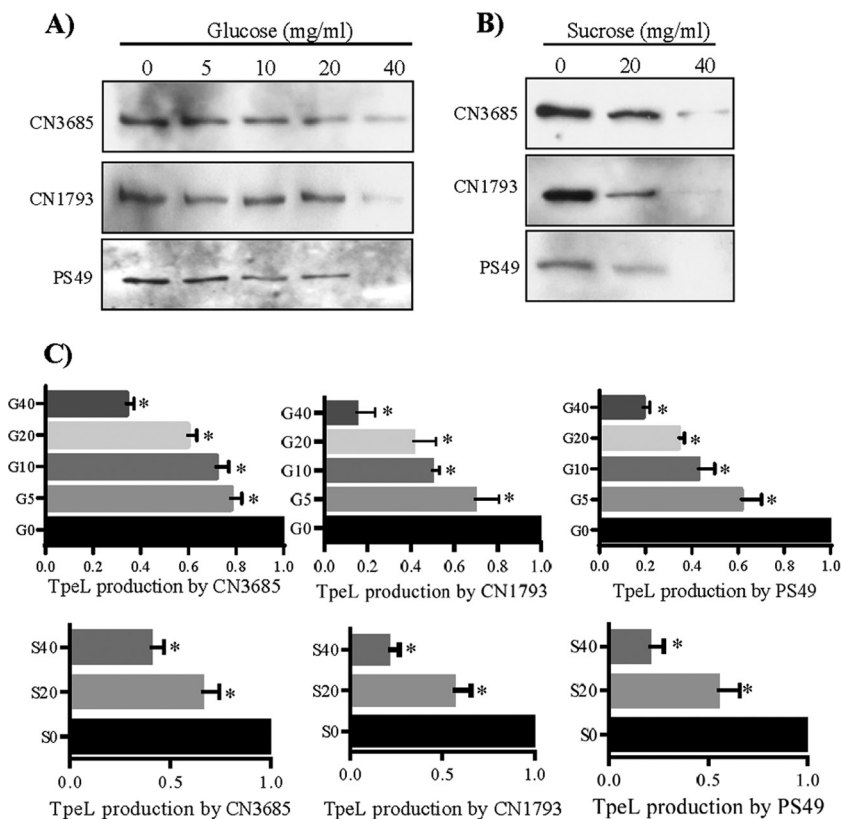 A)
Glucose (mg/ml)
0 5 10 20 40
CN3685
CN1793
PS49
B)
Sucrose (mg/ml)
0 20 40
CN3685
CN1793
PS49
C)
G40 *
G20 *
G10 *
G5 *
G0
0.0 0.2 0.4 0.6 0.8 1.0
TpeL production by CN3685
G40 *
G20 *
G10 *
G5 *
G0
0.0 0.2 0.4 0.6 0.8 1.0
TpeL production by CN1793
G40 *
G20 *
G10 *
G5 *
G0
0.0 0.2 0.4 0.6 0.8 1.0
TpeL production by PS49
S40 *
S20 *
S0
0.0 0.5 1.0
TpeL production by CN3685
S40 *
S20 *
S0
0.0 0.5 1.0
TpeL production by CN1793
S40 *
S20 *
S0
0.0 0.5 1.0
TpeL production by PS49